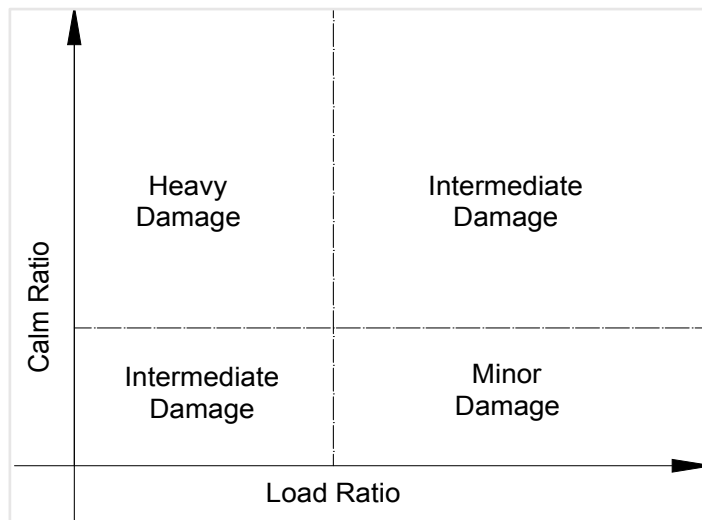 Heavy
Damage
Intermediate
Damage
Calm Ratio
Intermediate
Damage
Minor
Damage
Load Ratio